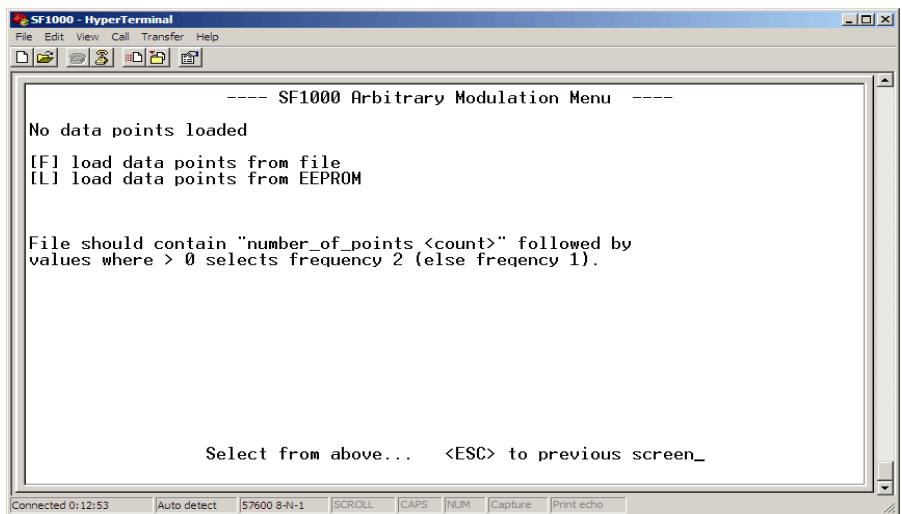 SF1000 - HyperTerminal
File Edit View Call Transfer Help
---- SF1000 Arbitrary Modulation Menu ----
No data points loaded
[F] load data points from file
[L] load data points from EEPROM
File should contain "number_of_points <count>" followed by
values where > 0 selects frequency 2 (else freqency 1).
Select from above... <ESC> to previous screen_
Connected 0:12:53 Auto detect 57600 8-N-1 SCROLL CAPS NUM Capture Print echo